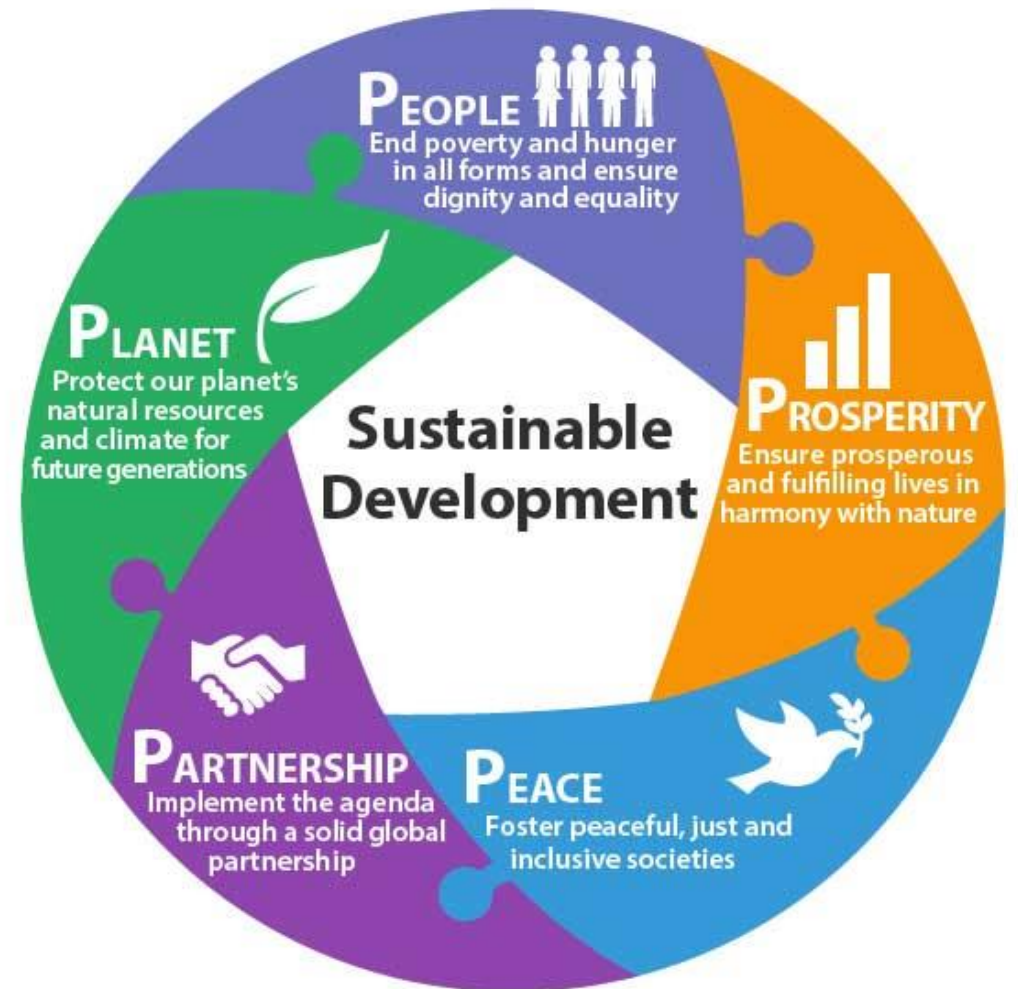 PEOPLE
End poverty and hunger
in all forms and ensure
dignity and equality
PROSPERITY
Ensure prosperous
and fulfilling lives in
harmony with nature
PEACE
Foster peaceful, just and
inclusive societies
PARTNERSHIP
Implement the agenda
through a solid global
partnership
PLANET
Protect our planet's
natural resources
and climate for
future generations
Sustainable
Development